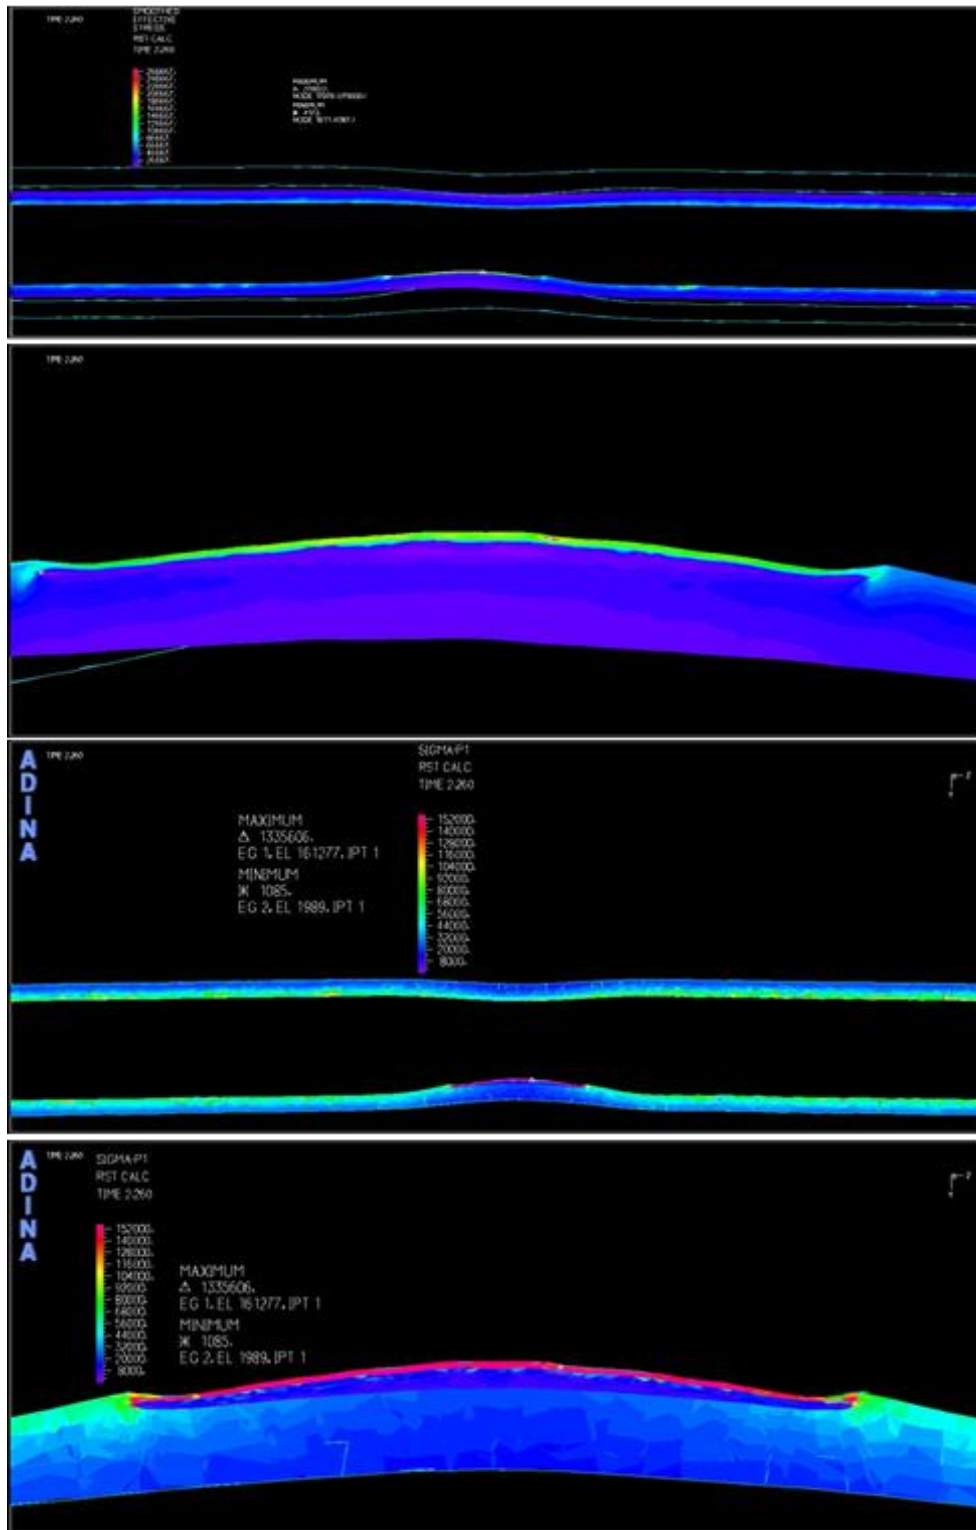 TIME 2.260
SMOOTHED
EFFECTIVE
STRESS
RST CALC
TIME 2.260
MAXIMUM
MINIMUM
TIME 2.260
ADINA
TIME 2.260
SIGMA-P1
RST CALC
TIME 2.260
MAXIMUM
Δ 1335606.
EG 1, EL 161277, IPT 1
MINIMUM
ж 1085.
EG 2, EL 1989, IPT 1
152000.
140000.
128000.
116000.
104000.
92000.
80000.
68000.
56000.
44000.
32000.
20000.
8000.
ADINA
TIME 2.260
SIGMA-P1
RST CALC
TIME 2.260
152000.
140000.
128000.
116000.
104000.
92000.
80000.
68000.
56000.
44000.
32000.
20000.
8000.
MAXIMUM
Δ 1335606.
EG 1, EL 161277, IPT 1
MINIMUM
ж 1085.
EG 2, EL 1989, IPT 1